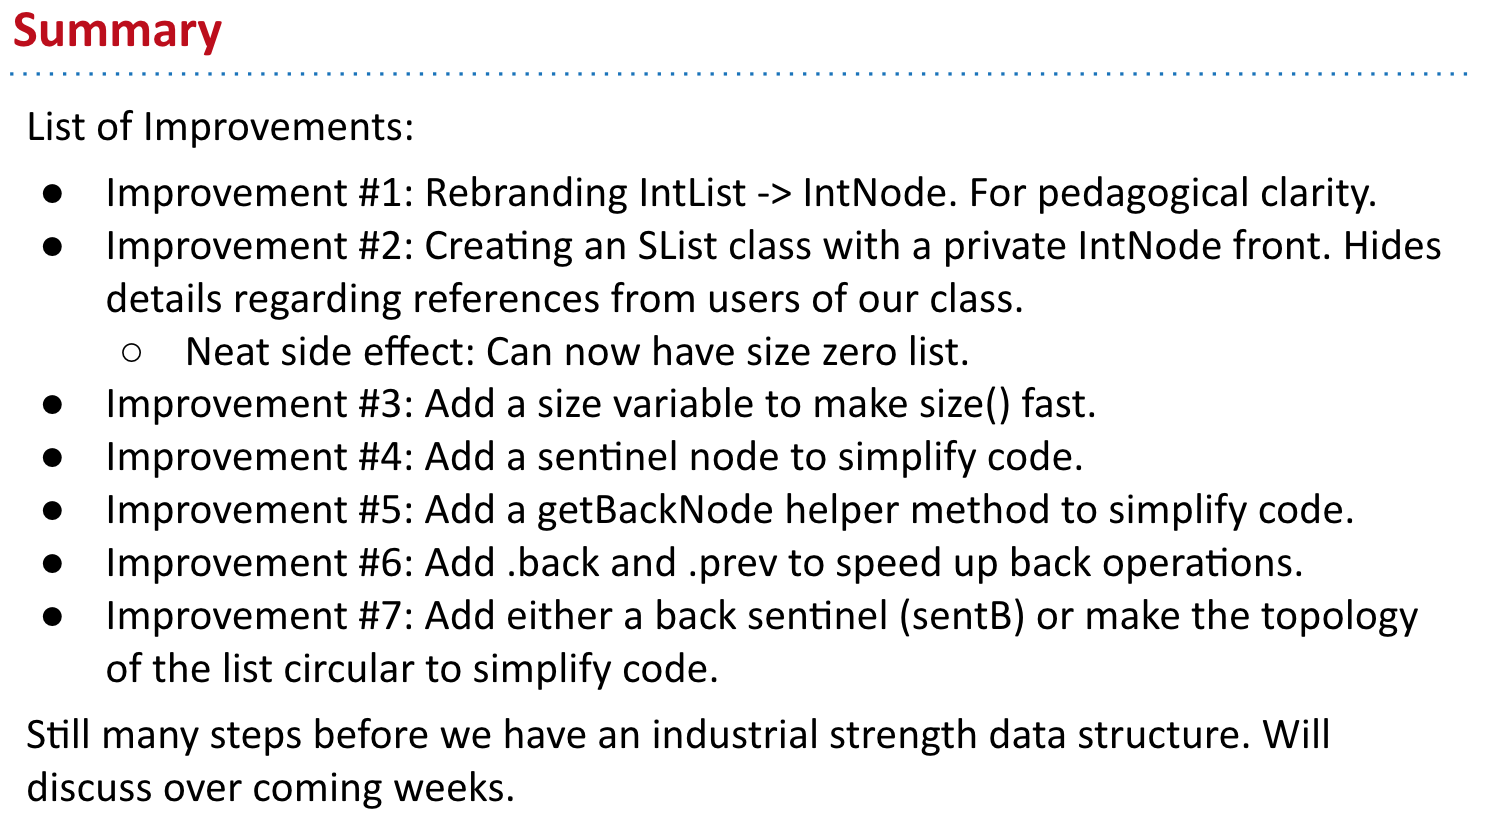 Summary
List of Improvements:
● Improvement #1: Rebranding IntList -> IntNode. For pedagogical clarity.
● Improvement #2: Creating an SList class with a private IntNode front. Hides
details regarding references from users of our class.
○ Neat side effect: Can now have size zero list.
● Improvement #3: Add a size variable to make size() fast.
● Improvement #4: Add a sentinel node to simplify code.
● Improvement #5: Add a getBackNode helper method to simplify code.
● Improvement #6: Add .back and .prev to speed up back operations.
● Improvement #7: Add either a back sentinel (sentB) or make the topology
of the list circular to simplify code.
Still many steps before we have an industrial strength data structure. Will
discuss over coming weeks.